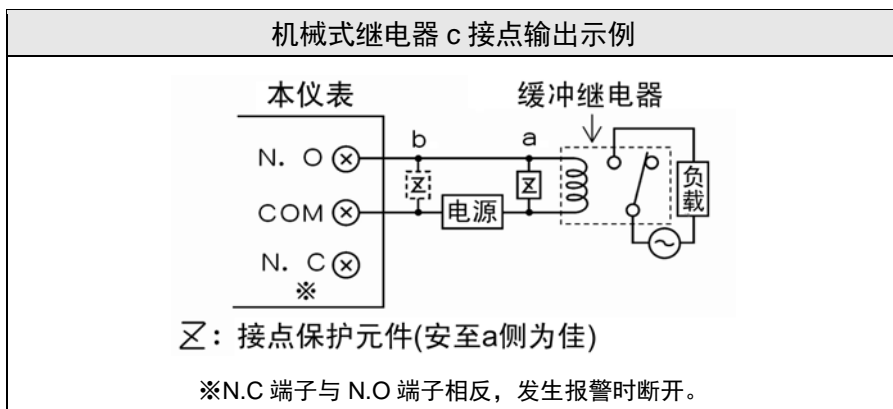 机械式继电器 c 接点输出示例
本仪表
缓冲继电器
b
a
N. O
Z
Z
负载
COM
电源
N. C
※
Z：接点保护元件(安至a侧为佳)
※N.C 端子与 N.O 端子相反，发生报警时断开。